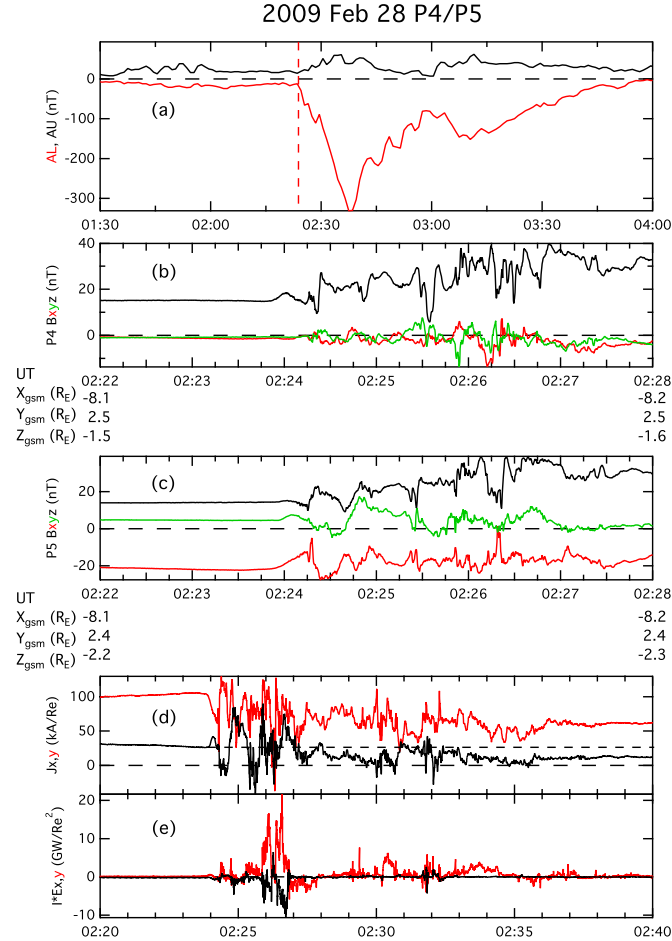 2009 Feb 28 P4/P5
0
-100
-200
-300
AL, AU (nT)
(a)
01:30 02:00 02:30 03:00 03:30 04:00
40
20
0
P4 Bxyz (nT)
(b)
UT 02:22 02:23 02:24 02:25 02:26 02:27 02:28
Xgsm (RE) -8.1 -8.2
Ygsm (RE) 2.5 2.5
Zgsm (RE) -1.5 -1.6
20
0
-20
P5 Bxyz (nT)
(c)
UT 02:22 02:23 02:24 02:25 02:26 02:27 02:28
Xgsm (RE) -8.1 -8.2
Ygsm (RE) 2.4 2.4
Zgsm (RE) -2.2 -2.3
100
50
0
Jx,y (kA/Re)
(d)
20
10
0
-10
I*Ex,y (GW/Re²)
(e)
02:20 02:25 02:30 02:35 02:40